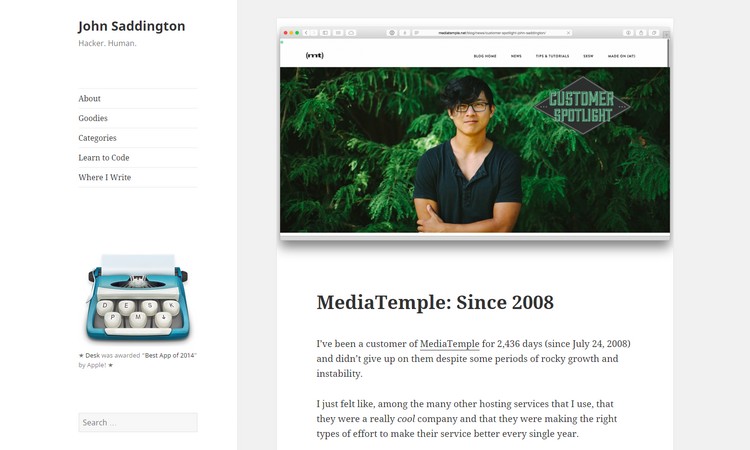 John Saddington
Hacker. Human.
About
Goodies
Categories
Learn to Code
Where I Write
D E S K
P M ↓
★ Desk was awarded "Best App of 2014"
by Apple! ★
Search …
mediatemple.net/blog/news/customer-spotlight-john-saddington/
(mt)
BLOG HOME NEWS TIPS & TUTORIALS SXSW MADE ON (MT)
CUSTOMER
SPOTLIGHT
MediaTemple: Since 2008
I've been a customer of MediaTemple for 2,436 days (since July 24, 2008)
and didn't give up on them despite some periods of rocky growth and
instability.
I just felt like, among the many other hosting services that I use, that
they were a really cool company and that they were making the right
types of effort to make their service better every single year.